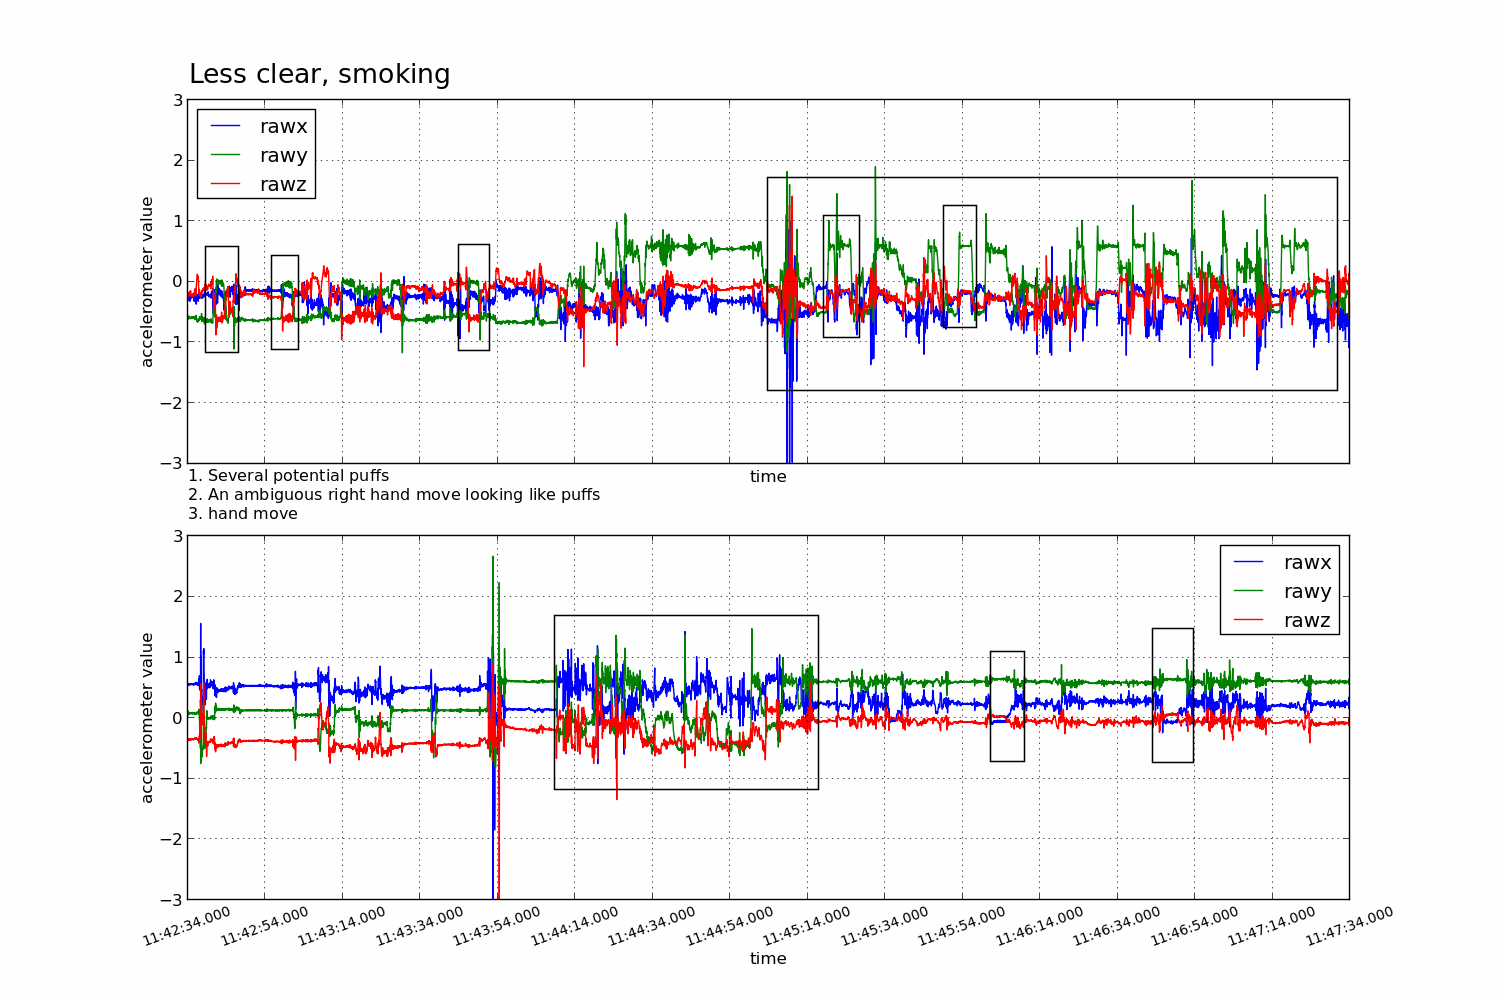 Less clear, smoking
3
2
1
0
−1
−2
−3
accelerometer value
rawx
rawy
rawz
time
1. Several potential puffs
2. An ambiguous right hand move looking like puffs
3. hand move
3
2
1
0
−1
−2
−3
accelerometer value
rawx
rawy
rawz
11:42:34.000
11:42:54.000
11:43:14.000
11:43:34.000
11:43:54.000
11:44:14.000
11:44:34.000
11:44:54.000
11:45:14.000
11:45:34.000
11:45:54.000
11:46:14.000
11:46:34.000
11:46:54.000
11:47:14.000
11:47:34.000
time